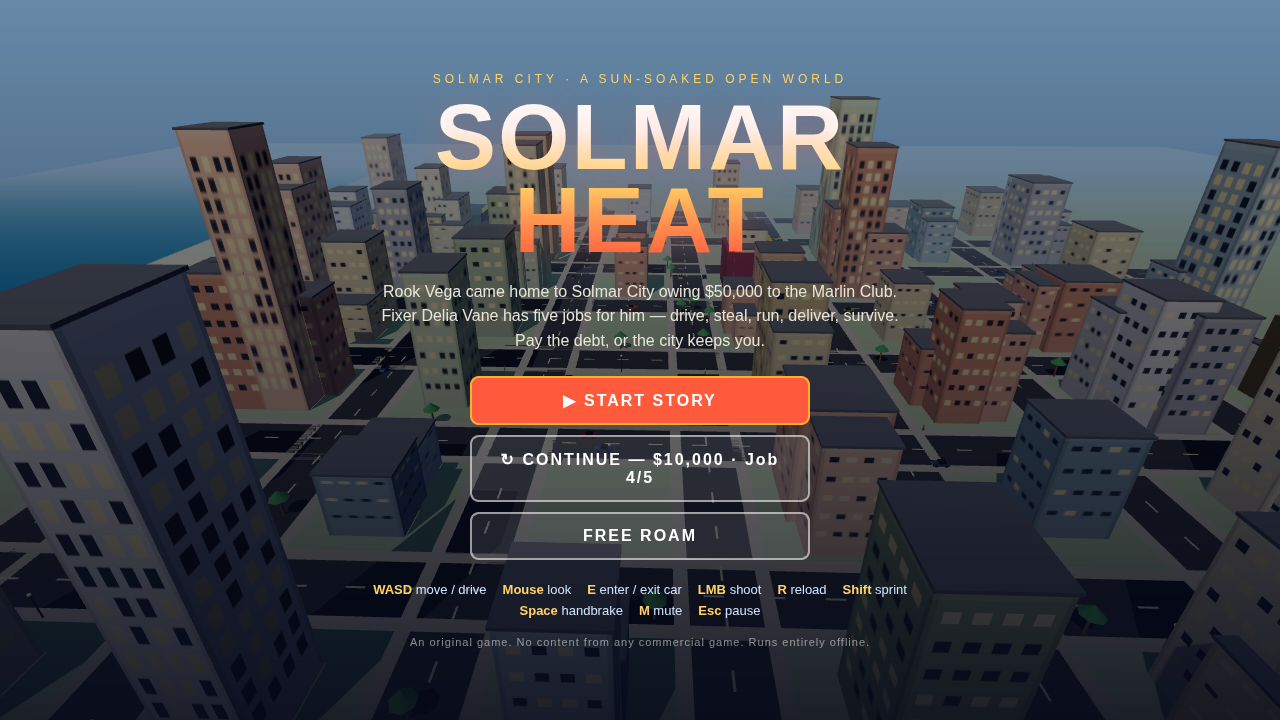 SOLMAR CITY · A SUN-SOAKED OPEN WORLD
SOLMAR
HEAT
Rook Vega came home to Solmar City owing $50,000 to the Marlin Club.
Fixer Delia Vane has five jobs for him — drive, steal, run, deliver, survive.
Pay the debt, or the city keeps you.
▶ START STORY
↻ CONTINUE — $10,000 · Job
4/5
FREE ROAM
WASD move / drive Mouse look E enter / exit car LMB shoot R reload Shift sprint
Space handbrake M mute Esc pause
An original game. No content from any commercial game. Runs entirely offline.